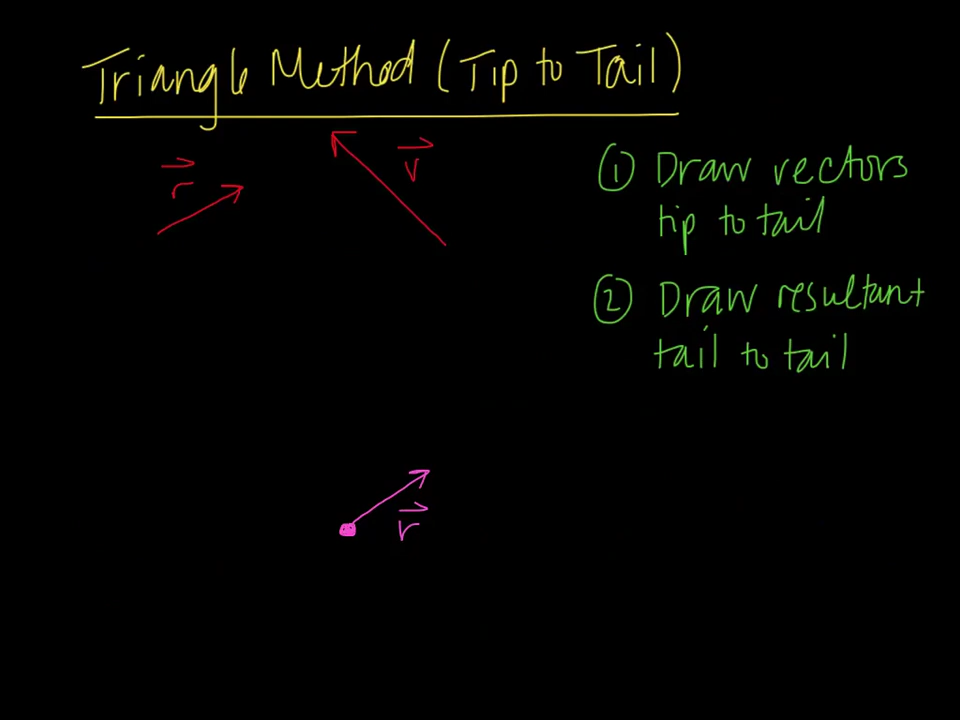 Triangle Method (Tip to Tail)
r
v
① Draw vectors
tip to tail
② Draw resultant
tail to tail
r